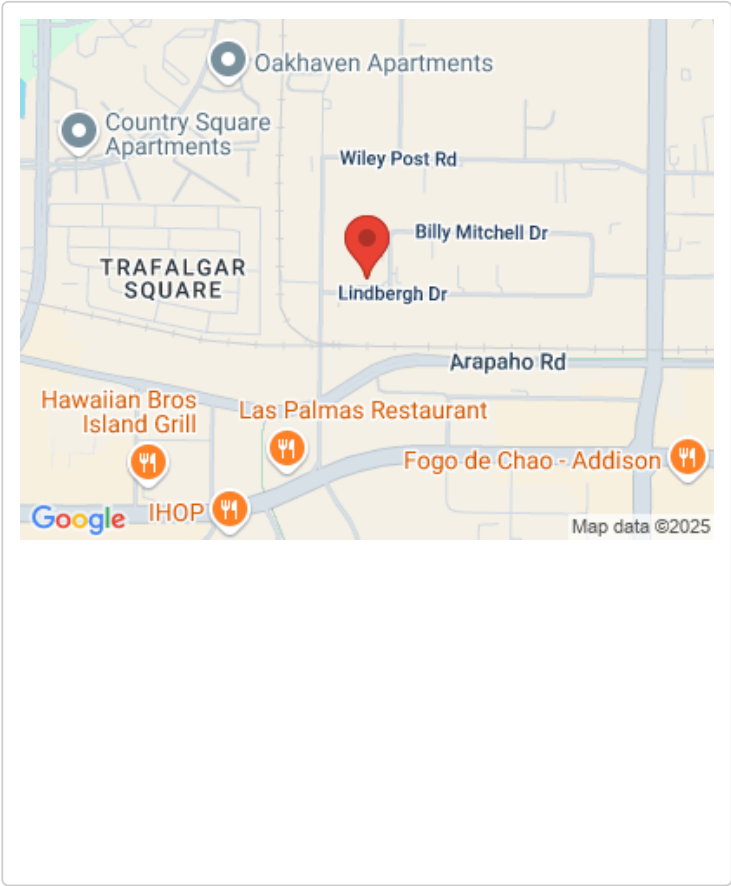 Oakhaven Apartments
Country Square
Apartments
Wiley Post Rd
Billy Mitchell Dr
TRAFALGAR
SQUARE
Lindbergh Dr
Arapaho Rd
Hawaiian Bros
Island Grill
Las Palmas Restaurant
Fogo de Chao - Addison
IHOP
Google
Map data ©2025